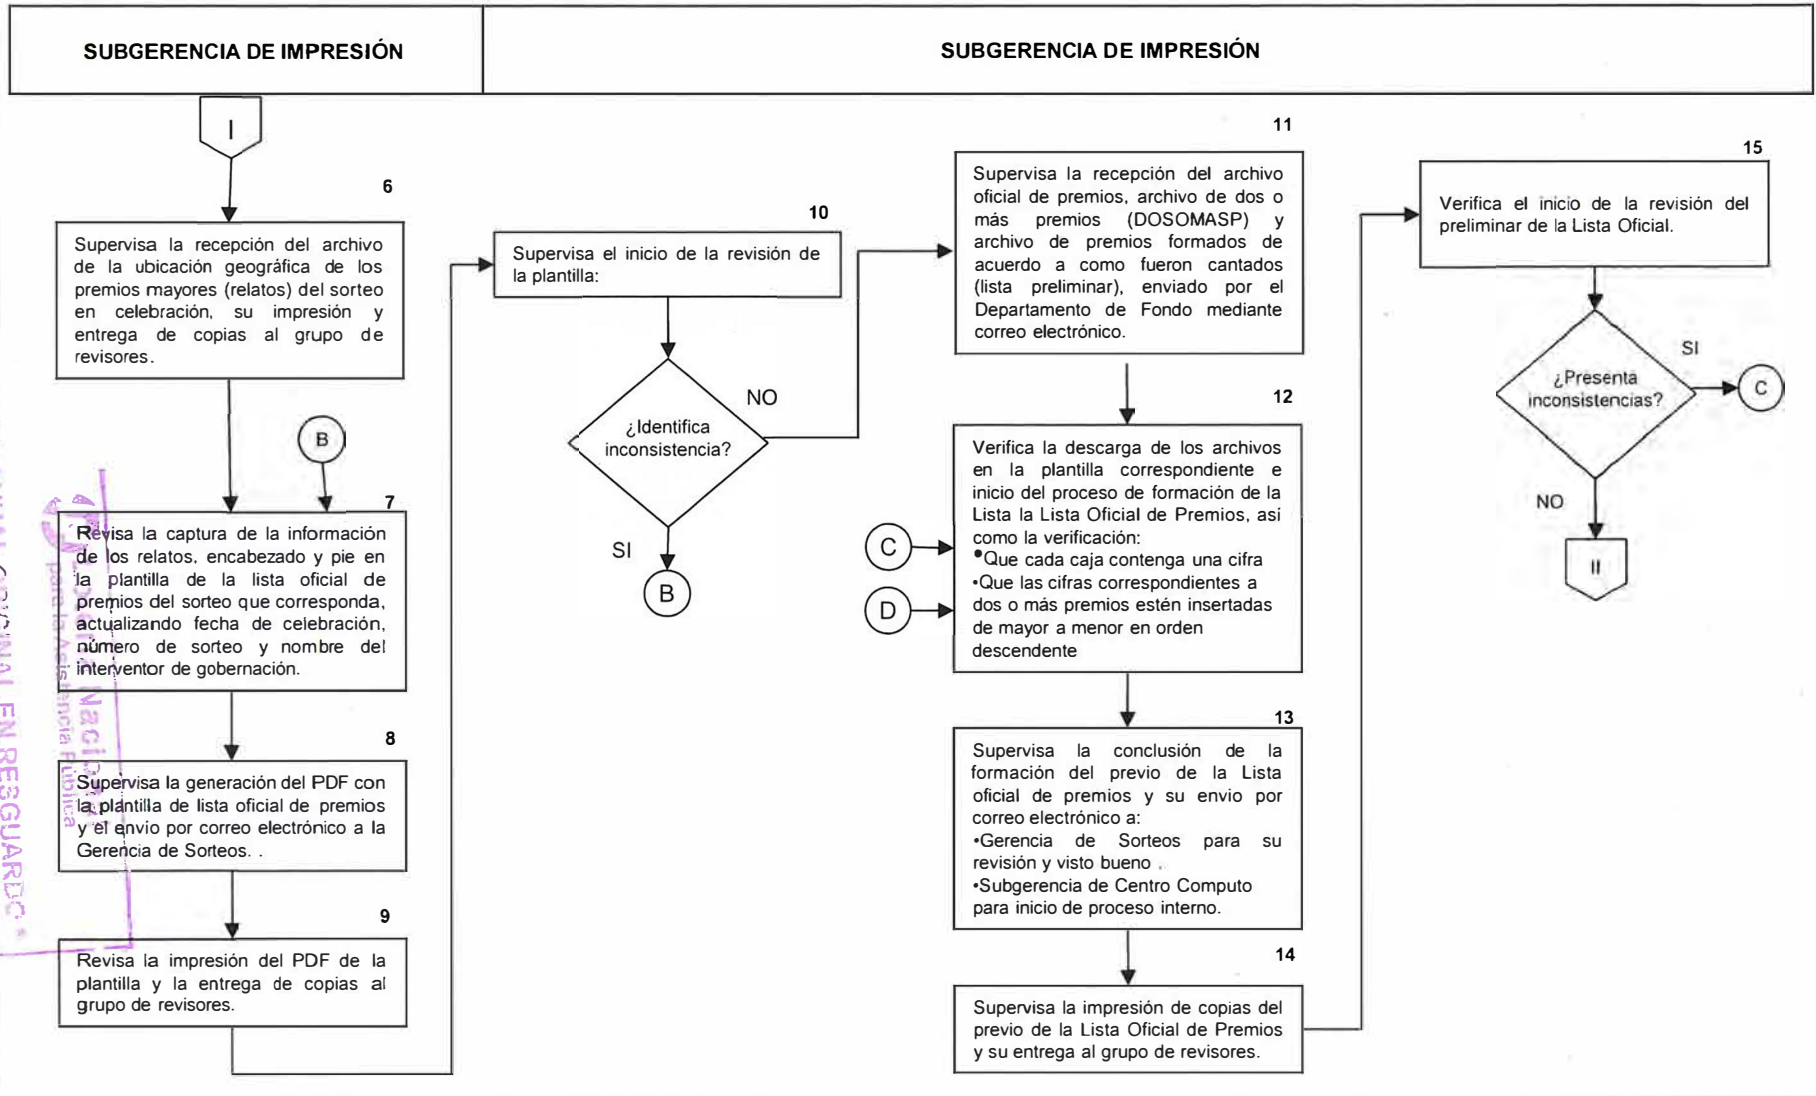 SUBGERENCIA DE IMPRESIÓN
SUBGERENCIA DE IMPRESIÓN
I
6
Supervisa la recepción del archivo
de la ubicación geográfica de los
premios mayores (relatos) del sorteo
en celebración, su impresión y
entrega de copias al grupo de
revisores.
B
7
Revisa la captura de la información
de los relatos, encabezado y pie en
la plantilla de la lista oficial de
premios del sorteo que corresponda,
actualizando fecha de celebración,
número de sorteo y nombre del
interventor de gobernación.
8
Supervisa la generación del PDF con
la plantilla de lista oficial de premios
y el envio por correo electrónico a la
Gerencia de Sorteos. .
9
Revisa la impresión del PDF de la
plantilla y la entrega de copias al
grupo de revisores.
10
Supervisa el inicio de la revisión de
la plantilla:
¿Identifica
inconsistencia?
NO
SI
B
11
Supervisa la recepción del archivo
oficial de premios, archivo de dos o
más premios (DOSOMASP) y
archivo de premios formados de
acuerdo a como fueron cantados
(lista preliminar), enviado por el
Departamento de Fondo mediante
correo electrónico.
12
Verifica la descarga de los archivos
en la plantilla correspondiente e
inicio del proceso de formación de la
Lista la Lista Oficial de Premios, así
como la verificación:
•Que cada caja contenga una cifra
•Que las cifras correspondientes a
dos o más premios estén insertadas
de mayor a menor en orden
descendente
C
D
13
Supervisa la conclusión de la
formación del previo de la Lista
oficial de premios y su envio por
correo electrónico a:
•Gerencia de Sorteos para su
revisión y visto bueno .
•Subgerencia de Centro Computo
para inicio de proceso interno.
14
Supervisa la impresión de copias del
previo de la Lista Oficial de Premios
y su entrega al grupo de revisores.
15
Verifica el inicio de la revisión del
preliminar de la Lista Oficial.
¿Presenta
inconsistencias?
SI
C
NO
II
Nacional
para la Asistencia Pública
EN RESGUARDO